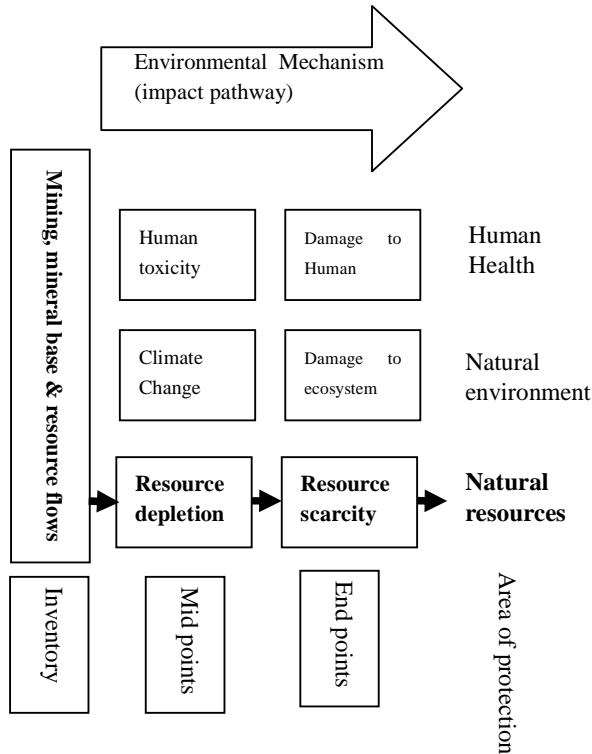 Environmental Mechanism
(impact pathway)
Mining, mineral base & resource flows
Human
toxicity
Damage to
Human
Human
Health
Climate
Change
Damage to
ecosystem
Natural
environment
Resource
depletion
Resource
scarcity
Natural
resources
Inventory
Mid points
End points
Area of protection